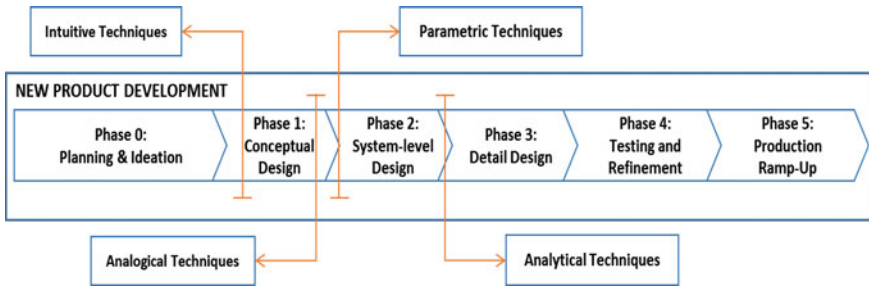 Intuitive Techniques
Parametric Techniques
NEW PRODUCT DEVELOPMENT
Phase 0:
Planning & Ideation
Phase 1:
Conceptual
Design
Phase 2:
System-level
Design
Phase 3:
Detail Design
Phase 4:
Testing and
Refinement
Phase 5:
Production
Ramp-Up
Analogical Techniques
Analytical Techniques